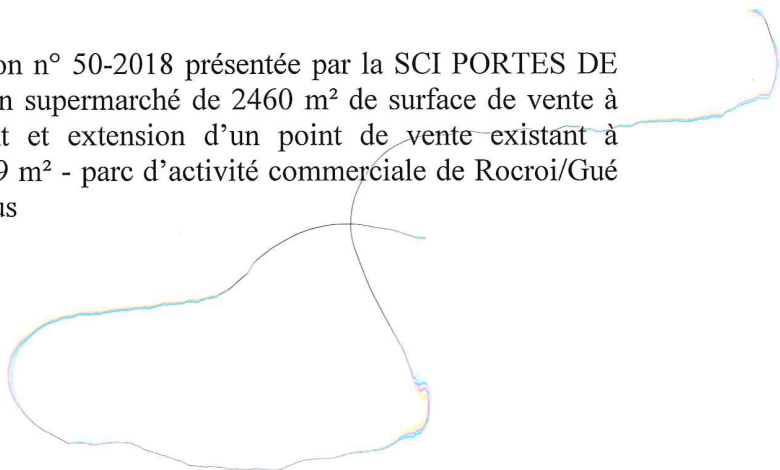 on n° 50-2018 présentée par la SCI PORTES DE
n supermarché de 2460 m² de surface de vente à
t et extension d’un point de vente existant à
9 m² - parc d’activité commerciale de Rocroi/Gué
us